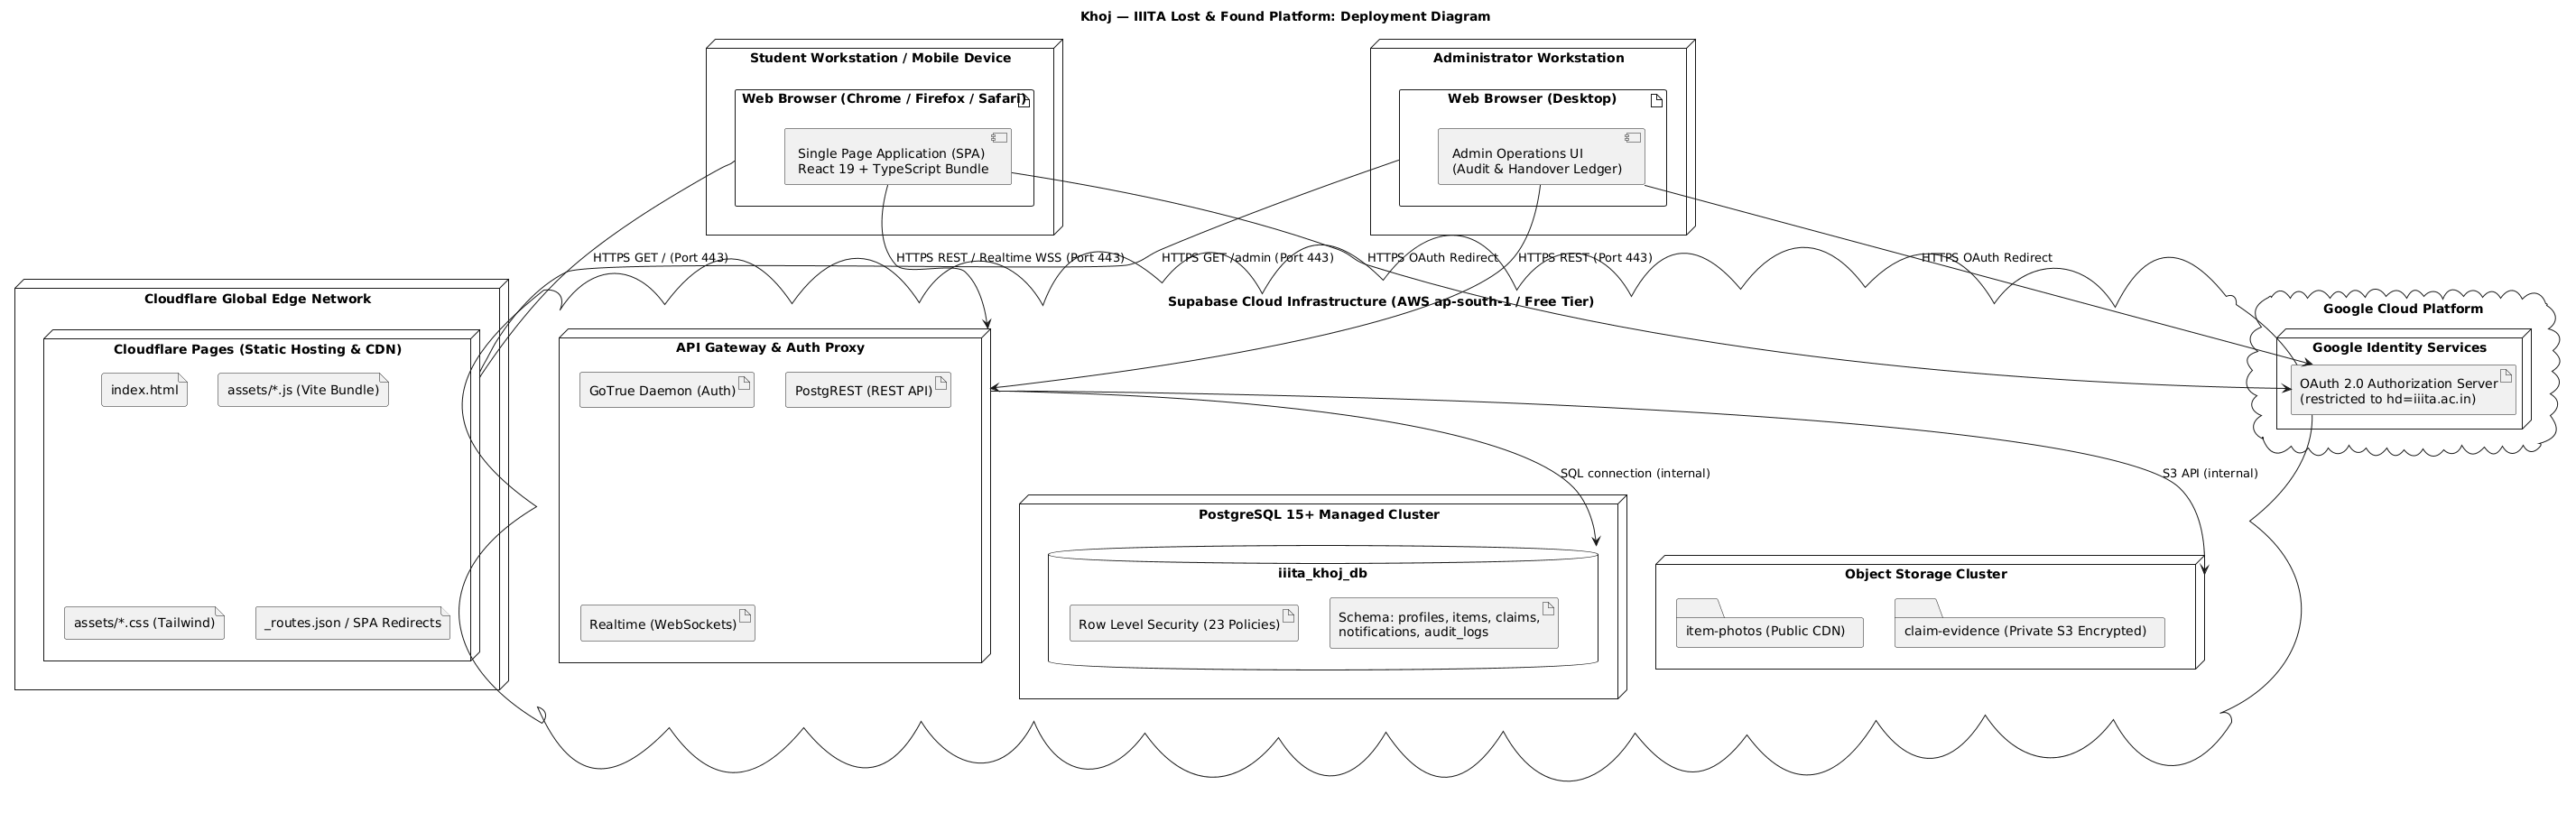 Khoj — IIITA Lost & Found Platform: Deployment Diagram
Student Workstation / Mobile Device
Web Browser (Chrome / Firefox / Safari)
Single Page Application (SPA)
React 19 + TypeScript Bundle
Administrator Workstation
Web Browser (Desktop)
Admin Operations UI
(Audit & Handover Ledger)
HTTPS GET / (Port 443)
HTTPS REST / Realtime WSS (Port 443)
HTTPS GET /admin (Port 443)
HTTPS OAuth Redirect
HTTPS REST (Port 443)
HTTPS OAuth Redirect
Cloudflare Global Edge Network
Cloudflare Pages (Static Hosting & CDN)
index.html
assets/*.js (Vite Bundle)
assets/*.css (Tailwind)
_routes.json / SPA Redirects
Supabase Cloud Infrastructure (AWS ap-south-1 / Free Tier)
API Gateway & Auth Proxy
GoTrue Daemon (Auth)
PostgREST (REST API)
Realtime (WebSockets)
Google Cloud Platform
Google Identity Services
OAuth 2.0 Authorization Server
(restricted to hd=iiita.ac.in)
SQL connection (internal)
S3 API (internal)
PostgreSQL 15+ Managed Cluster
iiita_khoj_db
Row Level Security (23 Policies)
Schema: profiles, items, claims,
notifications, audit_logs
Object Storage Cluster
item-photos (Public CDN)
claim-evidence (Private S3 Encrypted)